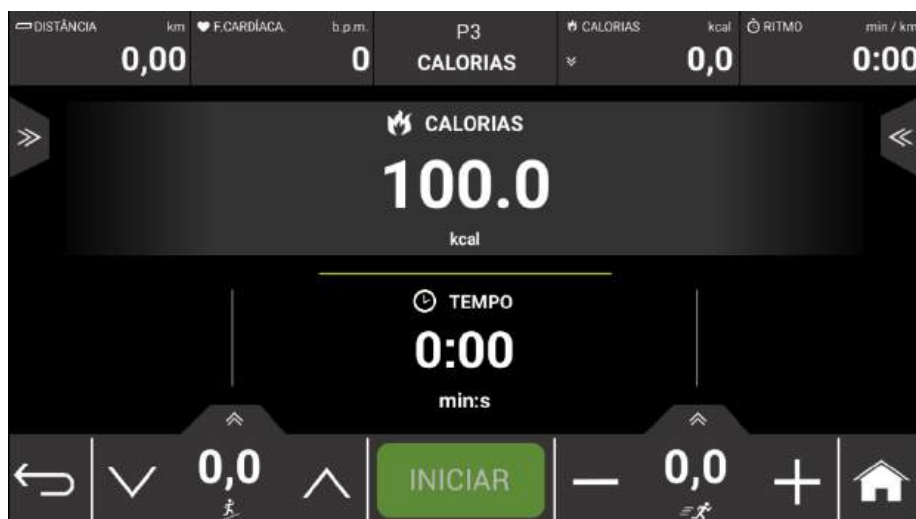 DISTÂNCIA km
0,00
F.CARDÍACA. b.p.m.
0
P3
CALORIAS
CALORIAS kcal
0,0
RITMO min / km
0:00
CALORIAS
100.0
kcal
TEMPO
0:00
min:s
0,0
INICIAR
0,0